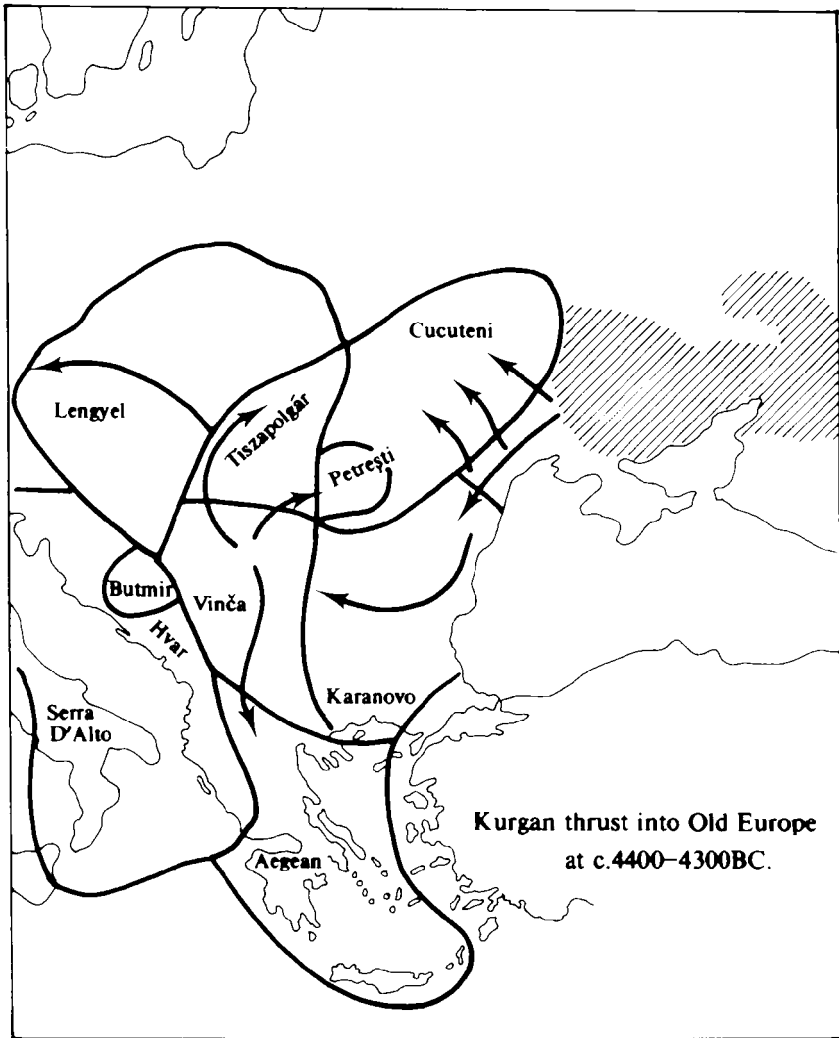 Cucuteni
Lengyel
Tiszapolgár
Petreşti
Butmir
Vinča
Hvar
Karanovo
Serra
D'Alto
Kurgan thrust into Old Europe
at c.4400–4300BC.
Aegean